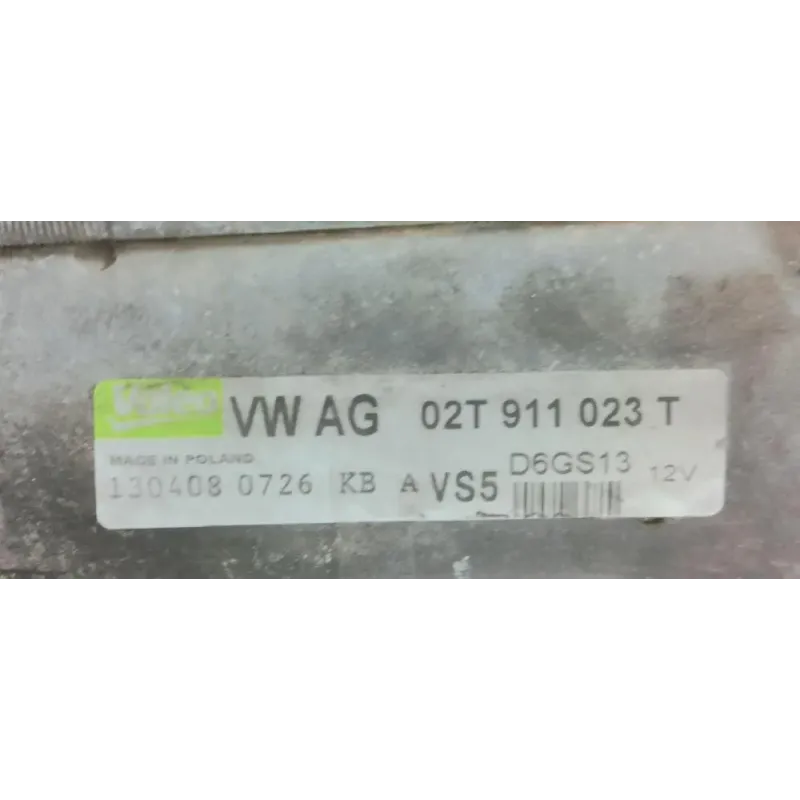 Valeo VW AG 02T 911 023 T
MADE IN POLAND D6GS13 12V
130408 0726 KB A VS5